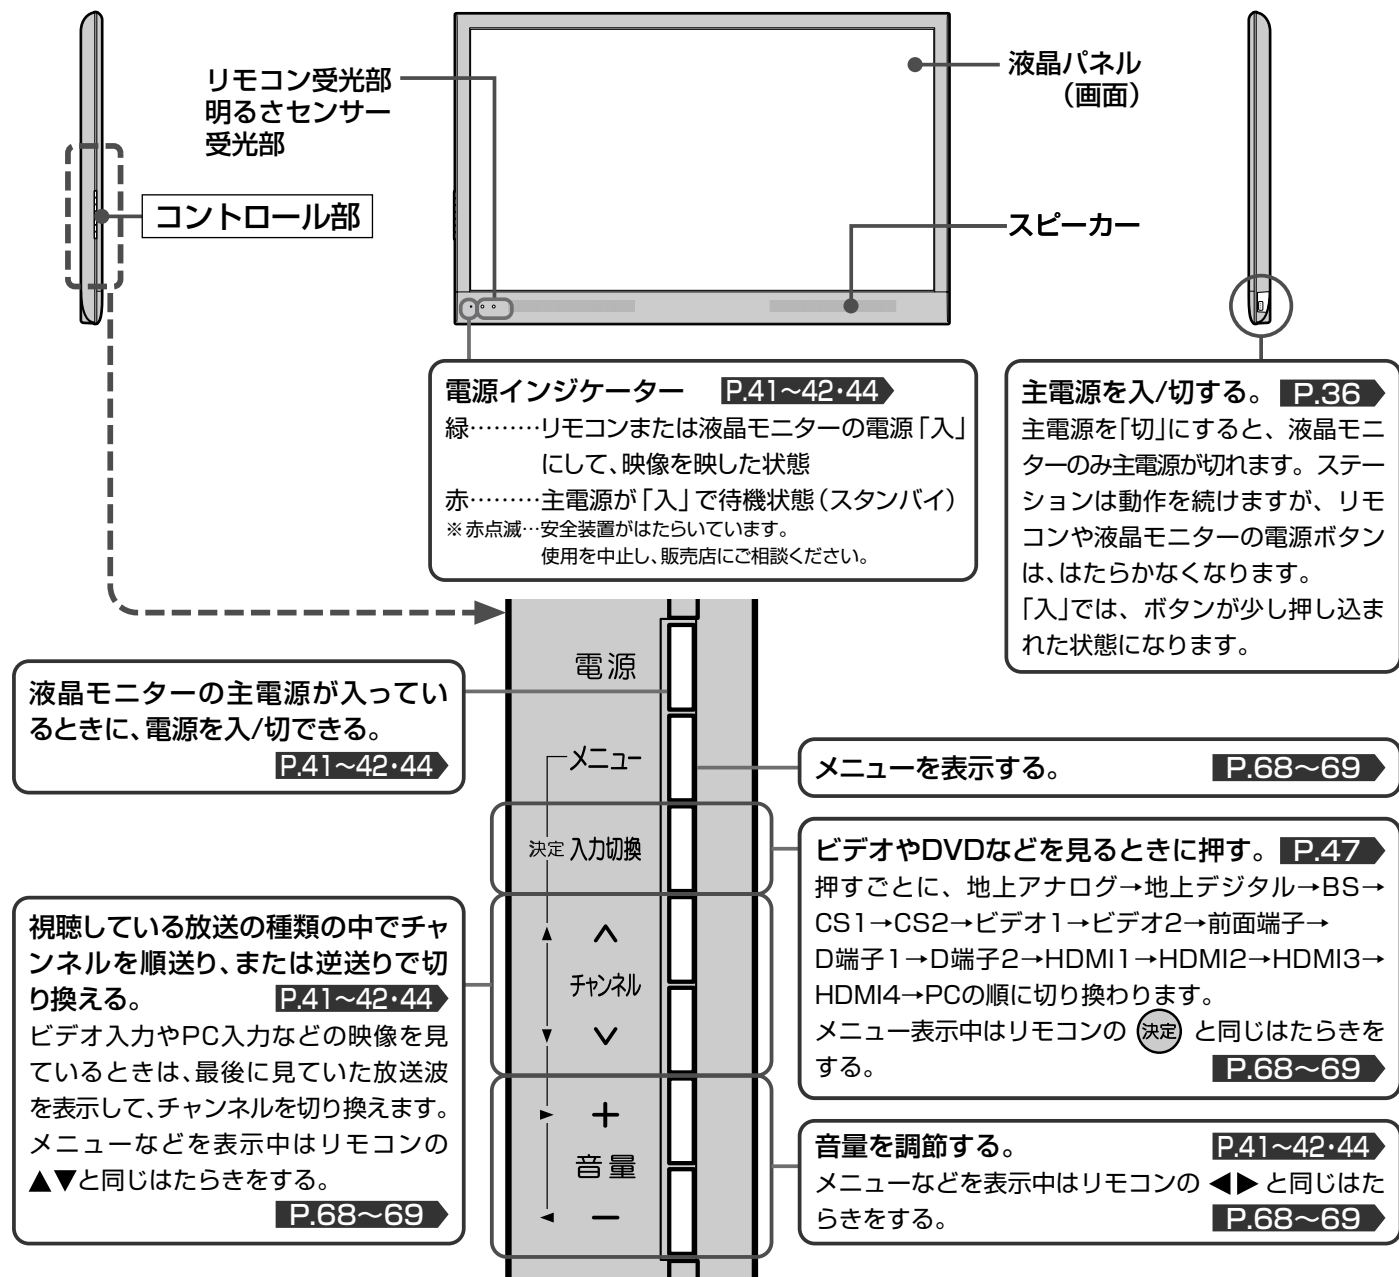 リモコン受光部
明るさセンサー
受光部
コントロール部
液晶パネル
(画面)
スピーカー
電源インジケーター P.41～42・44
緑………リモコンまたは液晶モニターの電源「入」
にして、映像を映した状態
赤………主電源が「入」で待機状態(スタンバイ)
※赤点滅…安全装置がはたらいています。
使用を中止し、販売店にご相談ください。
主電源を入/切する。 P.36
主電源を「切」にすると、液晶モニ
ターのみ主電源が切れます。ステー
ションは動作を続けますが、リモ
コンや液晶モニターの電源ボタン
は、はたらかなくなります。
「入」では、ボタンが少し押し込ま
れた状態になります。
液晶モニターの主電源が入ってい
るときに、電源を入/切できる。
P.41～42・44
視聴している放送の種類の中でチャ
ンネルを順送り、または逆送りで切
り換える。 P.41～42・44
ビデオ入力やPC入力などの映像を見
ているときは、最後に見ていた放送波
を表示して、チャンネルを切り換えます。
メニューなどを表示中はリモコンの
▲▼と同じはたらきをする。
P.68～69
電源
メニュー
決定 入力切換
▲ ∧
チャンネル
▼ ∨
► +
音量
◄ −
メニューを表示する。 P.68～69
ビデオやDVDなどを見るときに押す。 P.47
押すごとに、地上アナログ→地上デジタル→BS→
CS1→CS2→ビデオ1→ビデオ2→前面端子→
D端子1→D端子2→HDMI1→HDMI2→HDMI3→
HDMI4→PCの順に切り換わります。
メニュー表示中はリモコンの 決定 と同じはたらきを
する。 P.68～69
音量を調節する。 P.41～42・44
メニューなどを表示中はリモコンの ◀▶ と同じはた
らきをする。 P.68～69